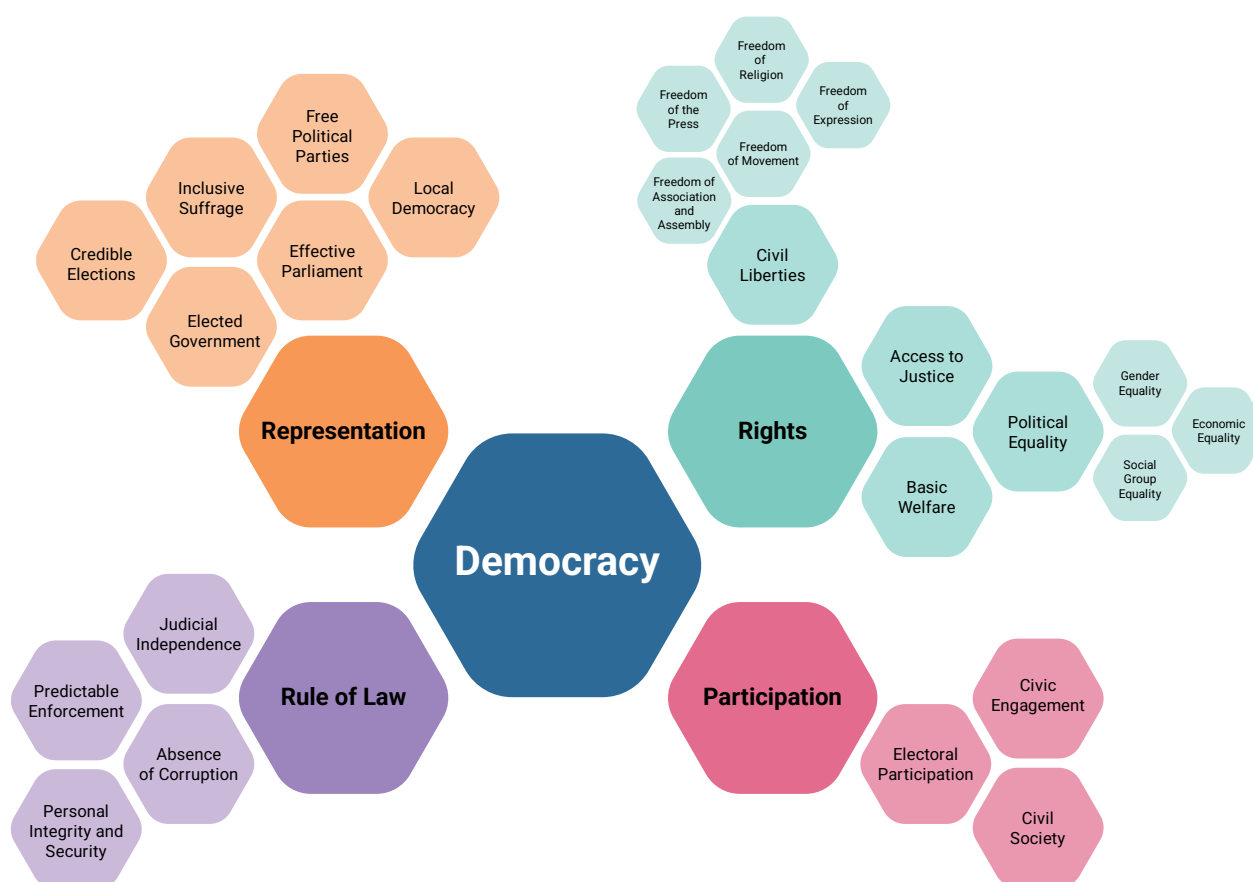 Free
Political
Parties
Inclusive
Suffrage
Local
Democracy
Credible
Elections
Effective
Parliament
Elected
Government
Representation
Freedom
of
Religion
Freedom
of the
Press
Freedom
of
Expression
Freedom
of Movement
Freedom of
Association
and
Assembly
Civil
Liberties
Rights
Access to
Justice
Basic
Welfare
Political
Equality
Gender
Equality
Economic
Equality
Social
Group
Equality
Democracy
Judicial
Independence
Predictable
Enforcement
Rule of Law
Absence
of Corruption
Personal
Integrity and
Security
Participation
Civic
Engagement
Electoral
Participation
Civil
Society